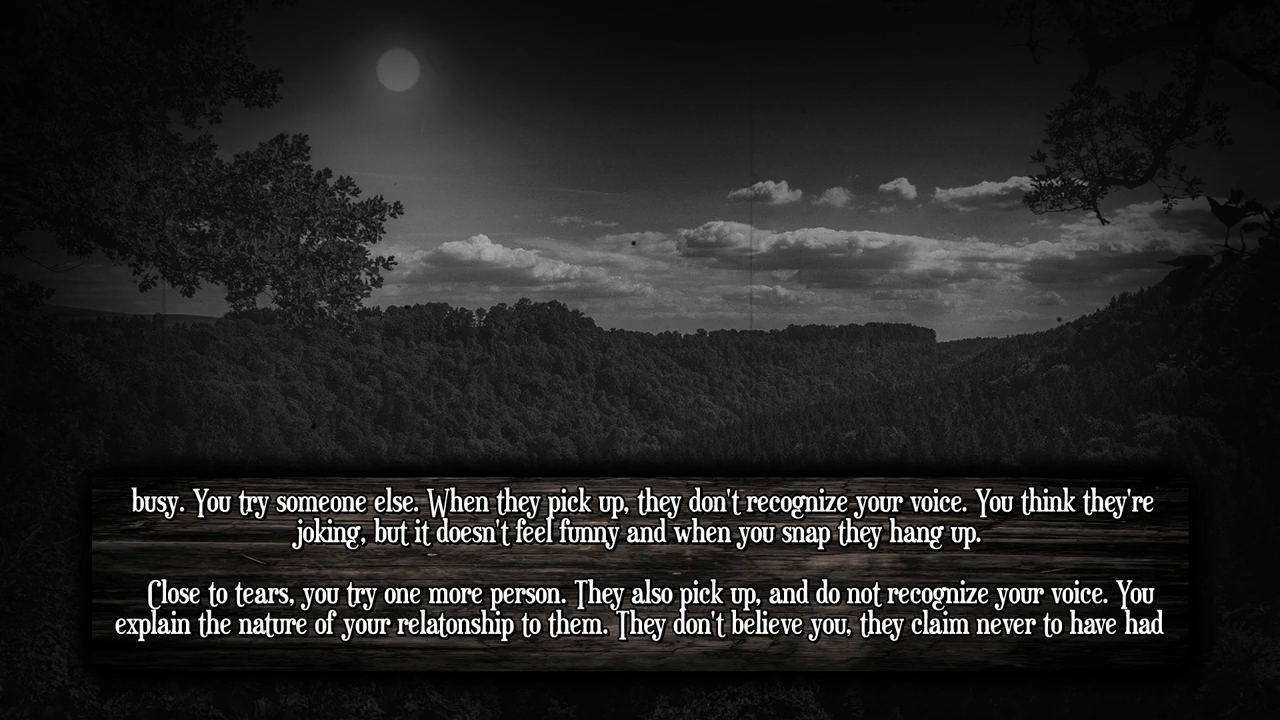 busy. You try someone else. When they pick up, they don't recognize your voice. You think they're
joking, but it doesn't feel funny and when you snap they hang up.
Close to tears, you try one more person. They also pick up, and do not recognize your voice. You
explain the nature of your relatonship to them. They don't believe you, they claim never to have had